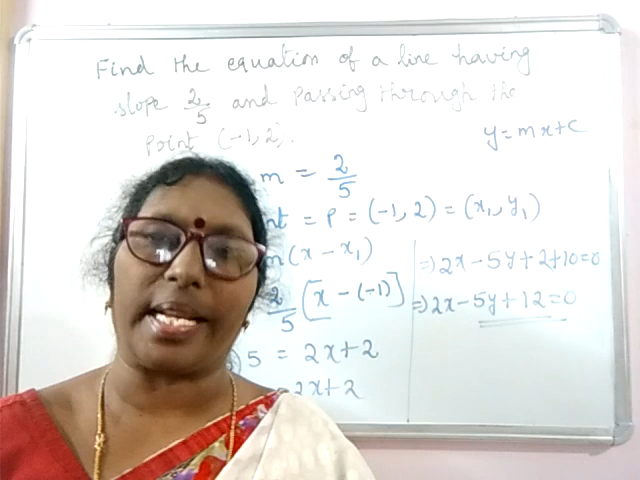 Find the equation of a line having
slope 2/5 and passing through the
point (-1, 2).
y = mx + c
m = 2/5
nt = P = (-1, 2) = (x₁, y₁)
(x - x₁)
2/5 [x - (-1)]
) 5 = 2x + 2
2x + 2
⇒ 2x - 5y + 2 + 10 = 0
⇒ 2x - 5y + 12 = 0